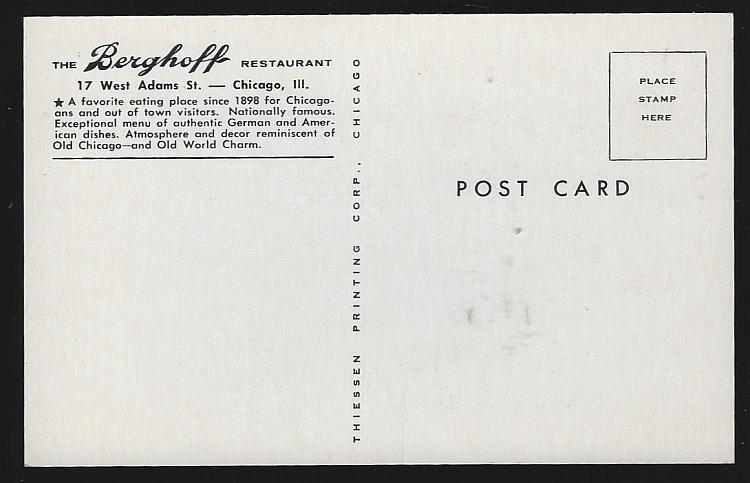 THE Berghoff RESTAURANT
17 West Adams St. — Chicago, Ill.
★ A favorite eating place since 1898 for Chicago-
ans and out of town visitors. Nationally famous.
Exceptional menu of authentic German and Amer-
ican dishes. Atmosphere and decor reminiscent of
Old Chicago—and Old World Charm.
THIESSEN PRINTING CORP., CHICAGO
PLACE
STAMP
HERE
POST CARD